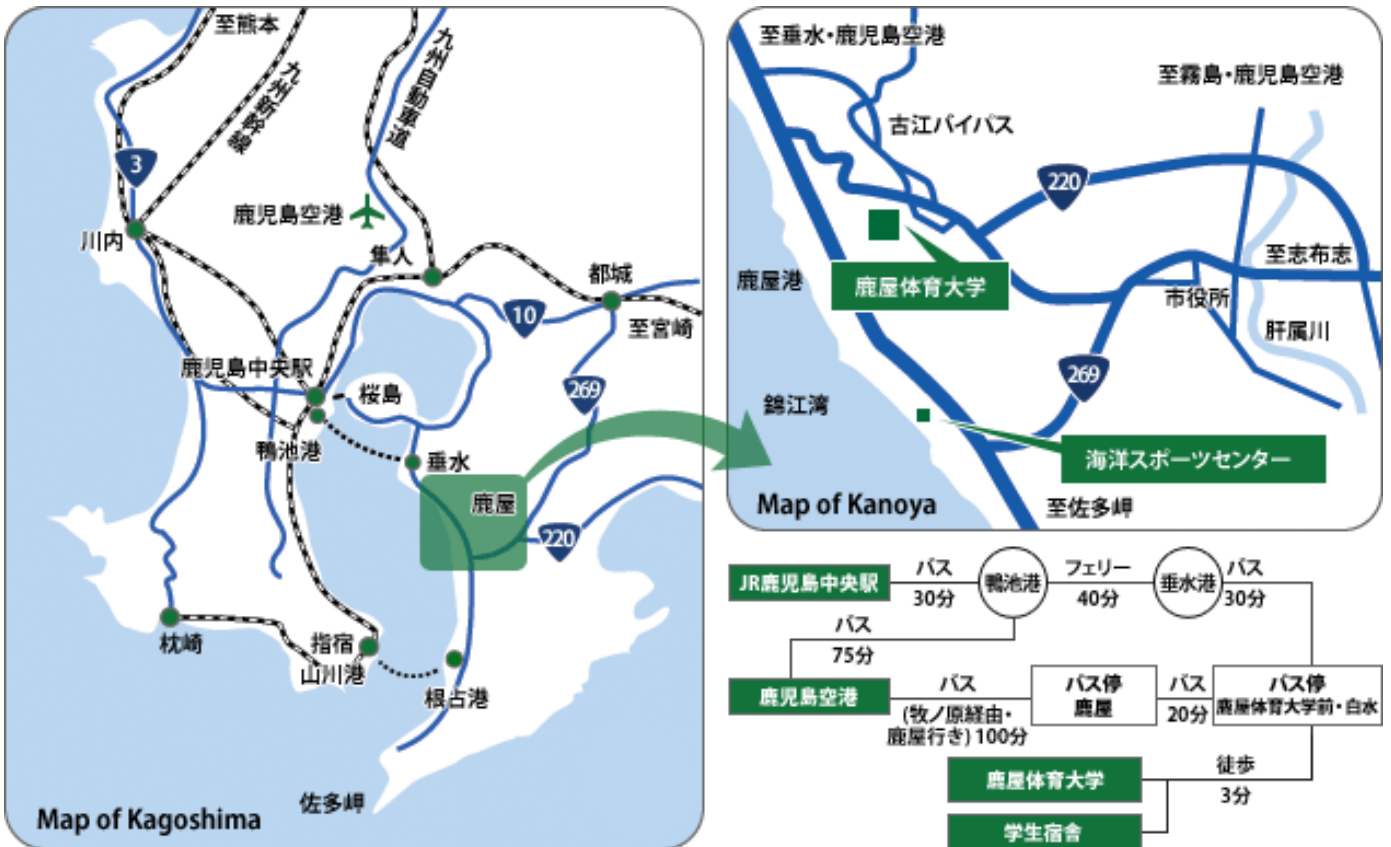 至熊本
九州新幹線
九州自動車道
3
鹿児島空港
川内
隼人
都城
10
至宮崎
鹿児島中央駅
桜島
269
鴨池港
垂水
鹿屋
220
枕崎
指宿
山川港
根占港
佐多岬
Map of Kagoshima
至垂水・鹿児島空港
至霧島・鹿児島空港
古江バイパス
220
鹿屋体育大学
鹿屋港
至志布志
市役所
肝属川
269
錦江湾
海洋スポーツセンター
Map of Kanoya
至佐多岬
JR鹿児島中央駅
バス
30分
鴨池港
フェリー
40分
垂水港
バス
30分
バス
75分
鹿児島空港
バス
(牧ノ原経由・
鹿屋行き)100分
バス停
鹿屋
バス
20分
バス停
鹿屋体育大学前・白水
鹿屋体育大学
徒歩
3分
学生宿舎